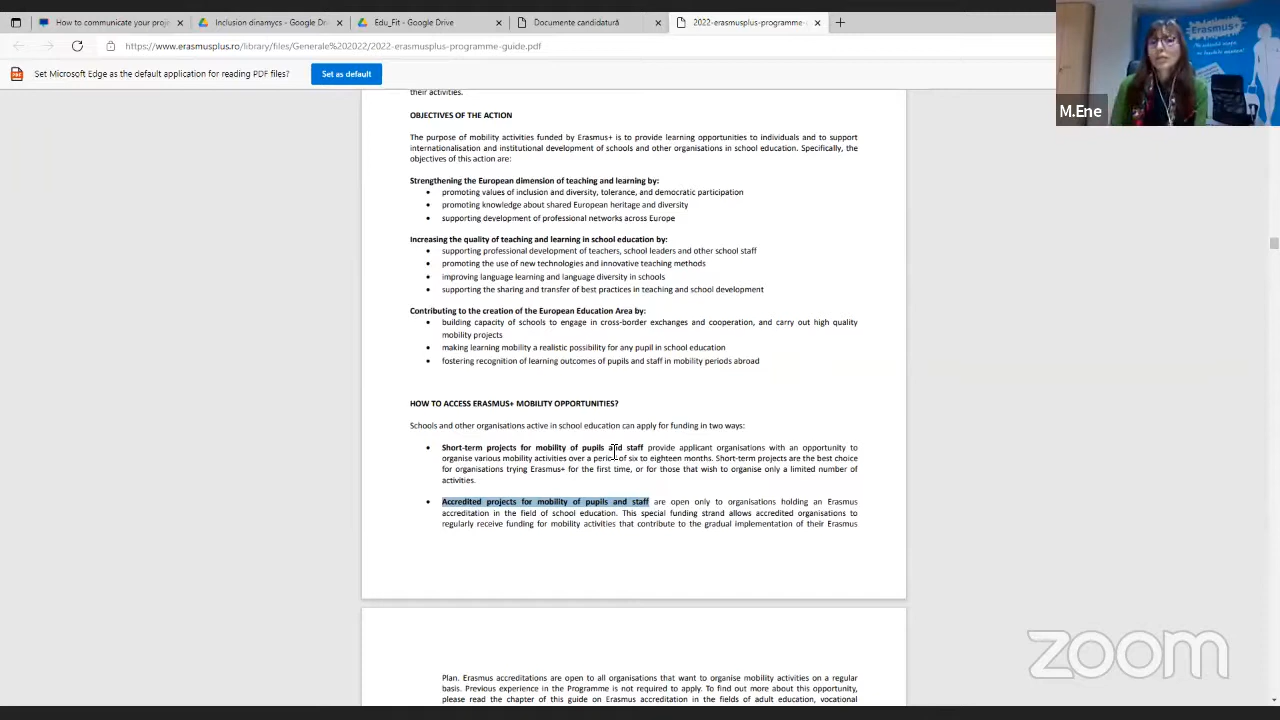 How to communicate your proje
Inclusion dinamycs - Google Dri
Edu_Fit - Google Drive
Documente candidatură
2022-erasmusplus-programme-
https://www.erasmusplus.ro/library/files/Generale%202022/2022-erasmusplus-programme-guide.pdf
Set Microsoft Edge as the default application for reading PDF files?
Set as default
M.Ene
their activities.
OBJECTIVES OF THE ACTION
The purpose of mobility activities funded by Erasmus+ is to provide learning opportunities to individuals and to support
internationalisation and institutional development of schools and other organisations in school education. Specifically, the
objectives of this action are:
Strengthening the European dimension of teaching and learning by:
• promoting values of inclusion and diversity, tolerance, and democratic participation
• promoting knowledge about shared European heritage and diversity
• supporting development of professional networks across Europe
Increasing the quality of teaching and learning in school education by:
• supporting professional development of teachers, school leaders and other school staff
• promoting the use of new technologies and innovative teaching methods
• improving language learning and language diversity in schools
• supporting the sharing and transfer of best practices in teaching and school development
Contributing to the creation of the European Education Area by:
• building capacity of schools to engage in cross-border exchanges and cooperation, and carry out high quality
mobility projects
• making learning mobility a realistic possibility for any pupil in school education
• fostering recognition of learning outcomes of pupils and staff in mobility periods abroad
HOW TO ACCESS ERASMUS+ MOBILITY OPPORTUNITIES?
Schools and other organisations active in school education can apply for funding in two ways:
• Short-term projects for mobility of pupils and staff provide applicant organisations with an opportunity to
organise various mobility activities over a period of six to eighteen months. Short-term projects are the best choice
for organisations trying Erasmus+ for the first time, or for those that wish to organise only a limited number of
activities.
• Accredited projects for mobility of pupils and staff are open only to organisations holding an Erasmus
accreditation in the field of school education. This special funding strand allows accredited organisations to
regularly receive funding for mobility activities that contribute to the gradual implementation of their Erasmus
Plan. Erasmus accreditations are open to all organisations that want to organise mobility activities on a regular
basis. Previous experience in the Programme is not required to apply. To find out more about this opportunity,
please read the chapter of this guide on Erasmus accreditation in the fields of adult education, vocational
zoom